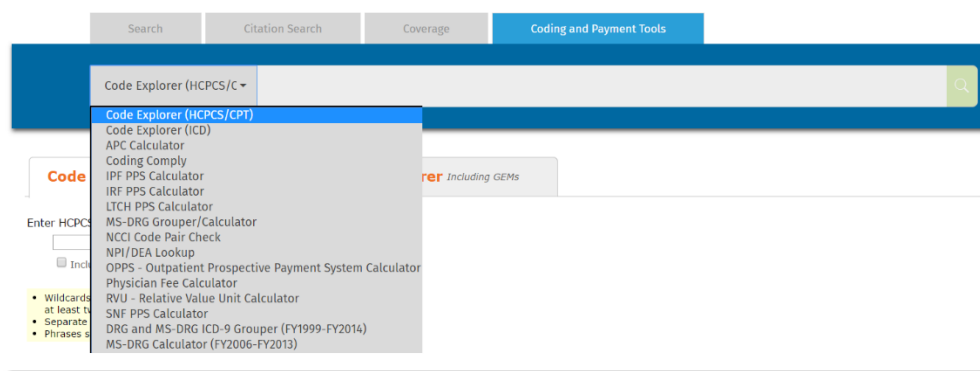 Search Citation Search Coverage Coding and Payment Tools
Code Explorer (HCPCS/C
Code Explorer (HCPCS/CPT)
Code Explorer (ICD)
APC Calculator
Coding Comply
IPF PPS Calculator
IRF PPS Calculator
LTCH PPS Calculator
MS-DRG Grouper/Calculator
NCCI Code Pair Check
NPI/DEA Lookup
OPPS - Outpatient Prospective Payment System Calculator
Physician Fee Calculator
RVU - Relative Value Unit Calculator
SNF PPS Calculator
DRG and MS-DRG ICD-9 Grouper (FY1999-FY2014)
MS-DRG Calculator (FY2006-FY2013)
Code rer Including GEMs
Enter HCPCS
Inclu
• Wildcards
at least tw
• Separate
• Phrases s